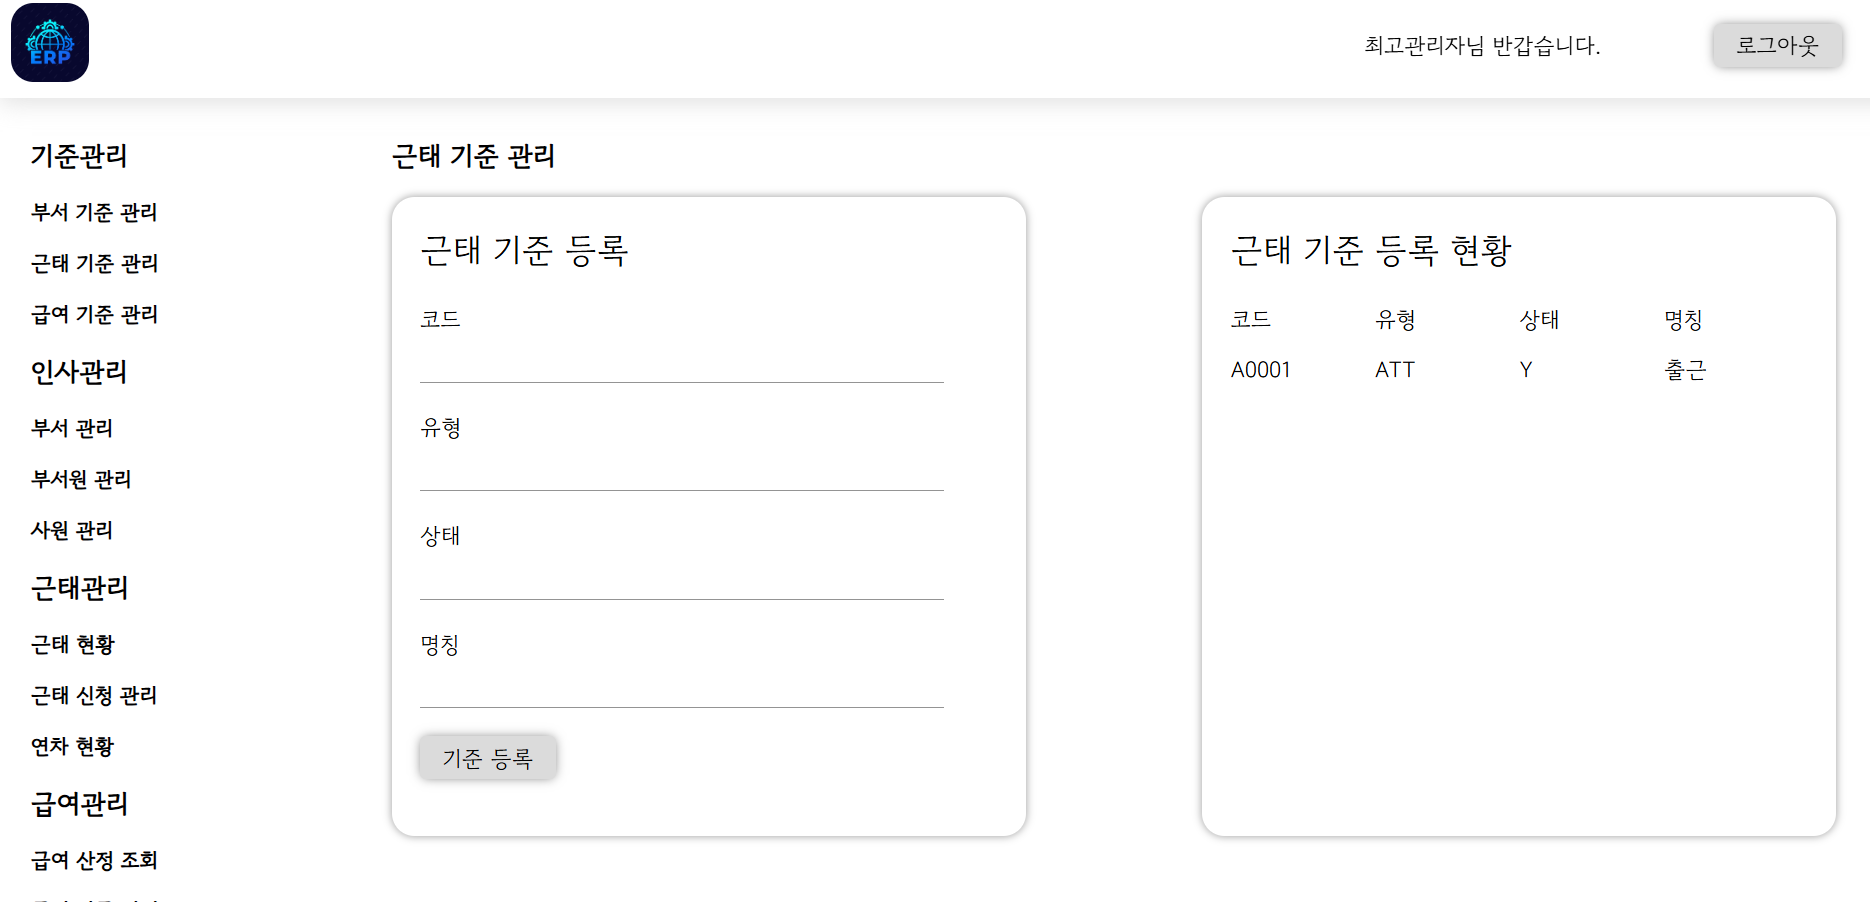 ERP
최고관리자님 반갑습니다.
로그아웃
기준관리
부서 기준 관리
근태 기준 관리
급여 기준 관리
인사관리
부서 관리
부서원 관리
사원 관리
근태관리
근태 현황
근태 신청 관리
연차 현황
급여관리
급여 산정 조회
근태 기준 관리
근태 기준 등록
코드
유형
상태
명칭
기준 등록
근태 기준 등록 현황
코드 유형 상태 명칭
A0001 ATT Y 출근